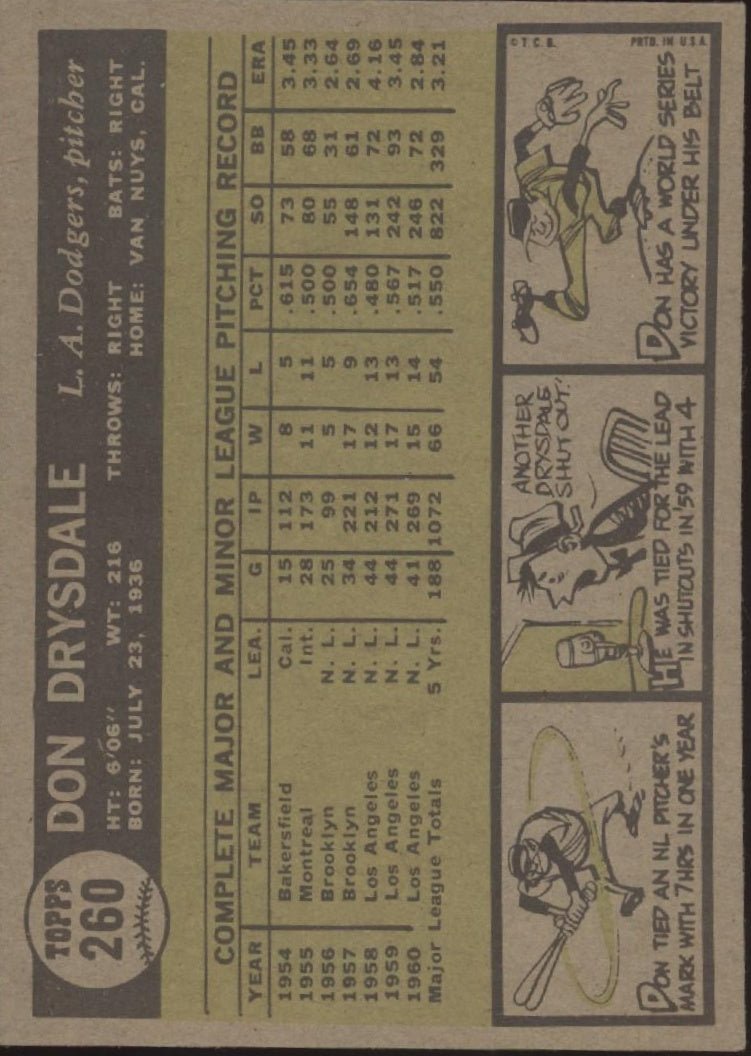 TOPPS
260
DON DRYSDALE L. A. Dodgers, pitcher
HT: 6'06" WT: 216 THROWS: RIGHT BATS: RIGHT
BORN: JULY 23, 1936 HOME: VAN NUYS, CAL.
COMPLETE MAJOR AND MINOR LEAGUE PITCHING RECORD
YEAR TEAM LEA. G IP W L PCT SO BB ERA
1954 Bakersfield Cal. 15 112 8 5 .615 73 58 3.45
1955 Montreal Int. 28 173 11 11 .500 80 68 3.33
1956 Brooklyn N. L. 25 99 5 5 .500 55 31 2.64
1957 Brooklyn N. L. 34 221 17 9 .654 148 61 2.69
1958 Los Angeles N. L. 44 212 12 13 .480 131 72 4.16
1959 Los Angeles N. L. 44 271 17 13 .567 242 93 3.45
1960 Los Angeles N. L. 41 269 15 14 .517 246 72 2.84
Major League Totals 5 Yrs. 188 1072 66 54 .550 822 329 3.21
DON TIED AN NL PITCHER'S
MARK WITH 7 HRS IN ONE YEAR
ANOTHER
DRYSDALE
SHUT OUT!
HE WAS TIED FOR THE LEAD
IN SHUTOUTS IN '59 WITH 4
© T. C. G. PRTD. IN U.S.A.
DON HAS A WORLD SERIES
VICTORY UNDER HIS BELT